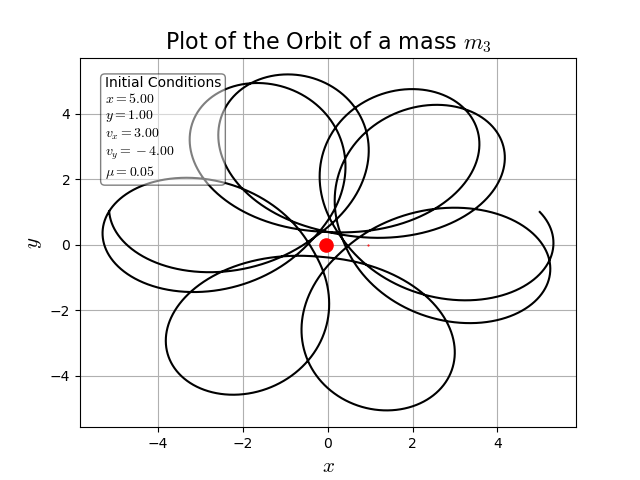 Plot of the Orbit of a mass m₃
Initial Conditions
x = 5.00
y = 1.00
vₓ = 3.00
v_y = −4.00
μ = 0.05
4
2
0
−2
−4
y
−4 −2 0 2 4
x